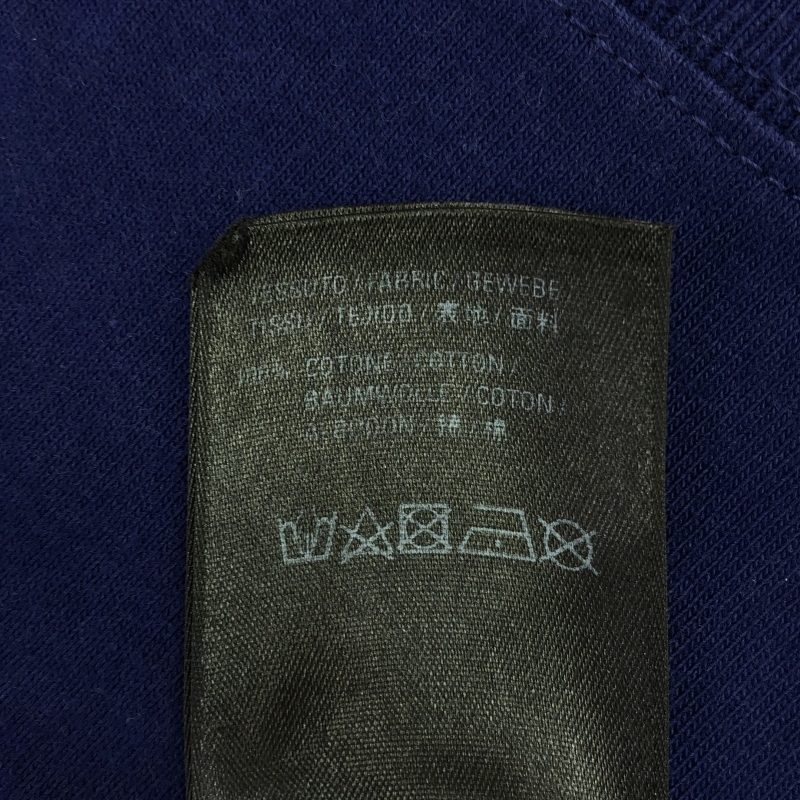 TESSUTO / FABRIC / GEWEBE /
TISSU / TEJIDO / 表地 / 面料
100% COTONE / COTTON /
BAUMWOLLE / COTON /
ALGODON / 綿 / 棉